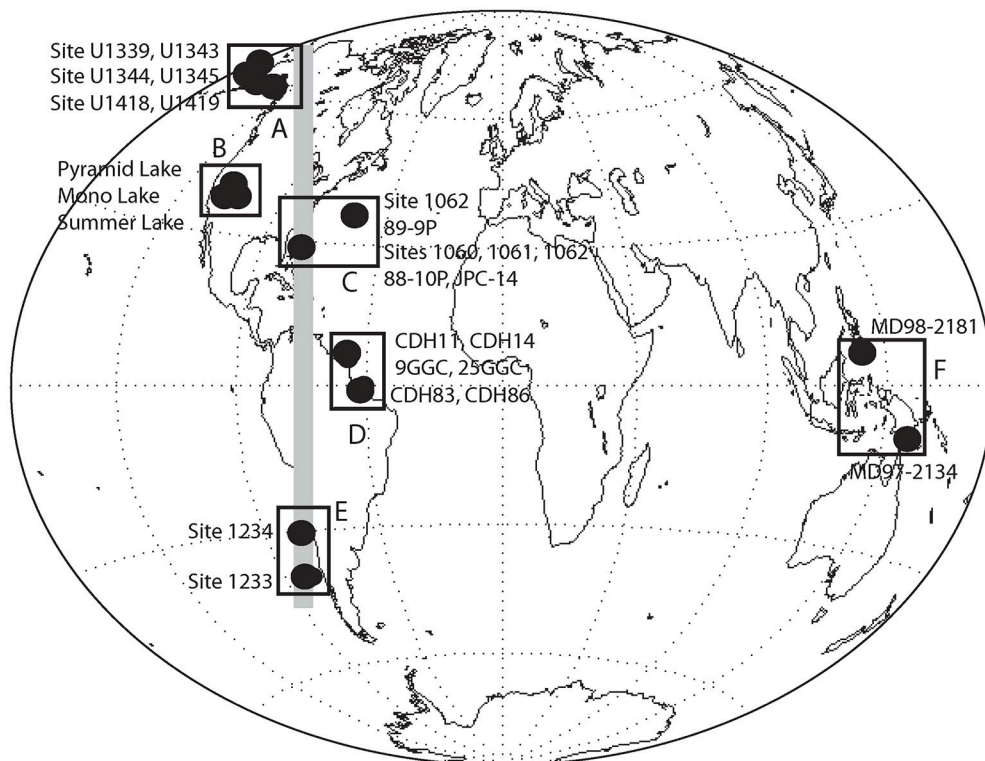 Site U1339, U1343
Site U1344, U1345
Site U1418, U1419
A
B
Pyramid Lake
Mono Lake
Summer Lake
Site 1062
89-9P
Sites 1060, 1061, 1062
88-10P, JPC-14
C
CDH11, CDH14
9GGC, 25GGC
CDH83, CDH86
D
MD98-2181
F
MD97-2134
E
Site 1234
Site 1233